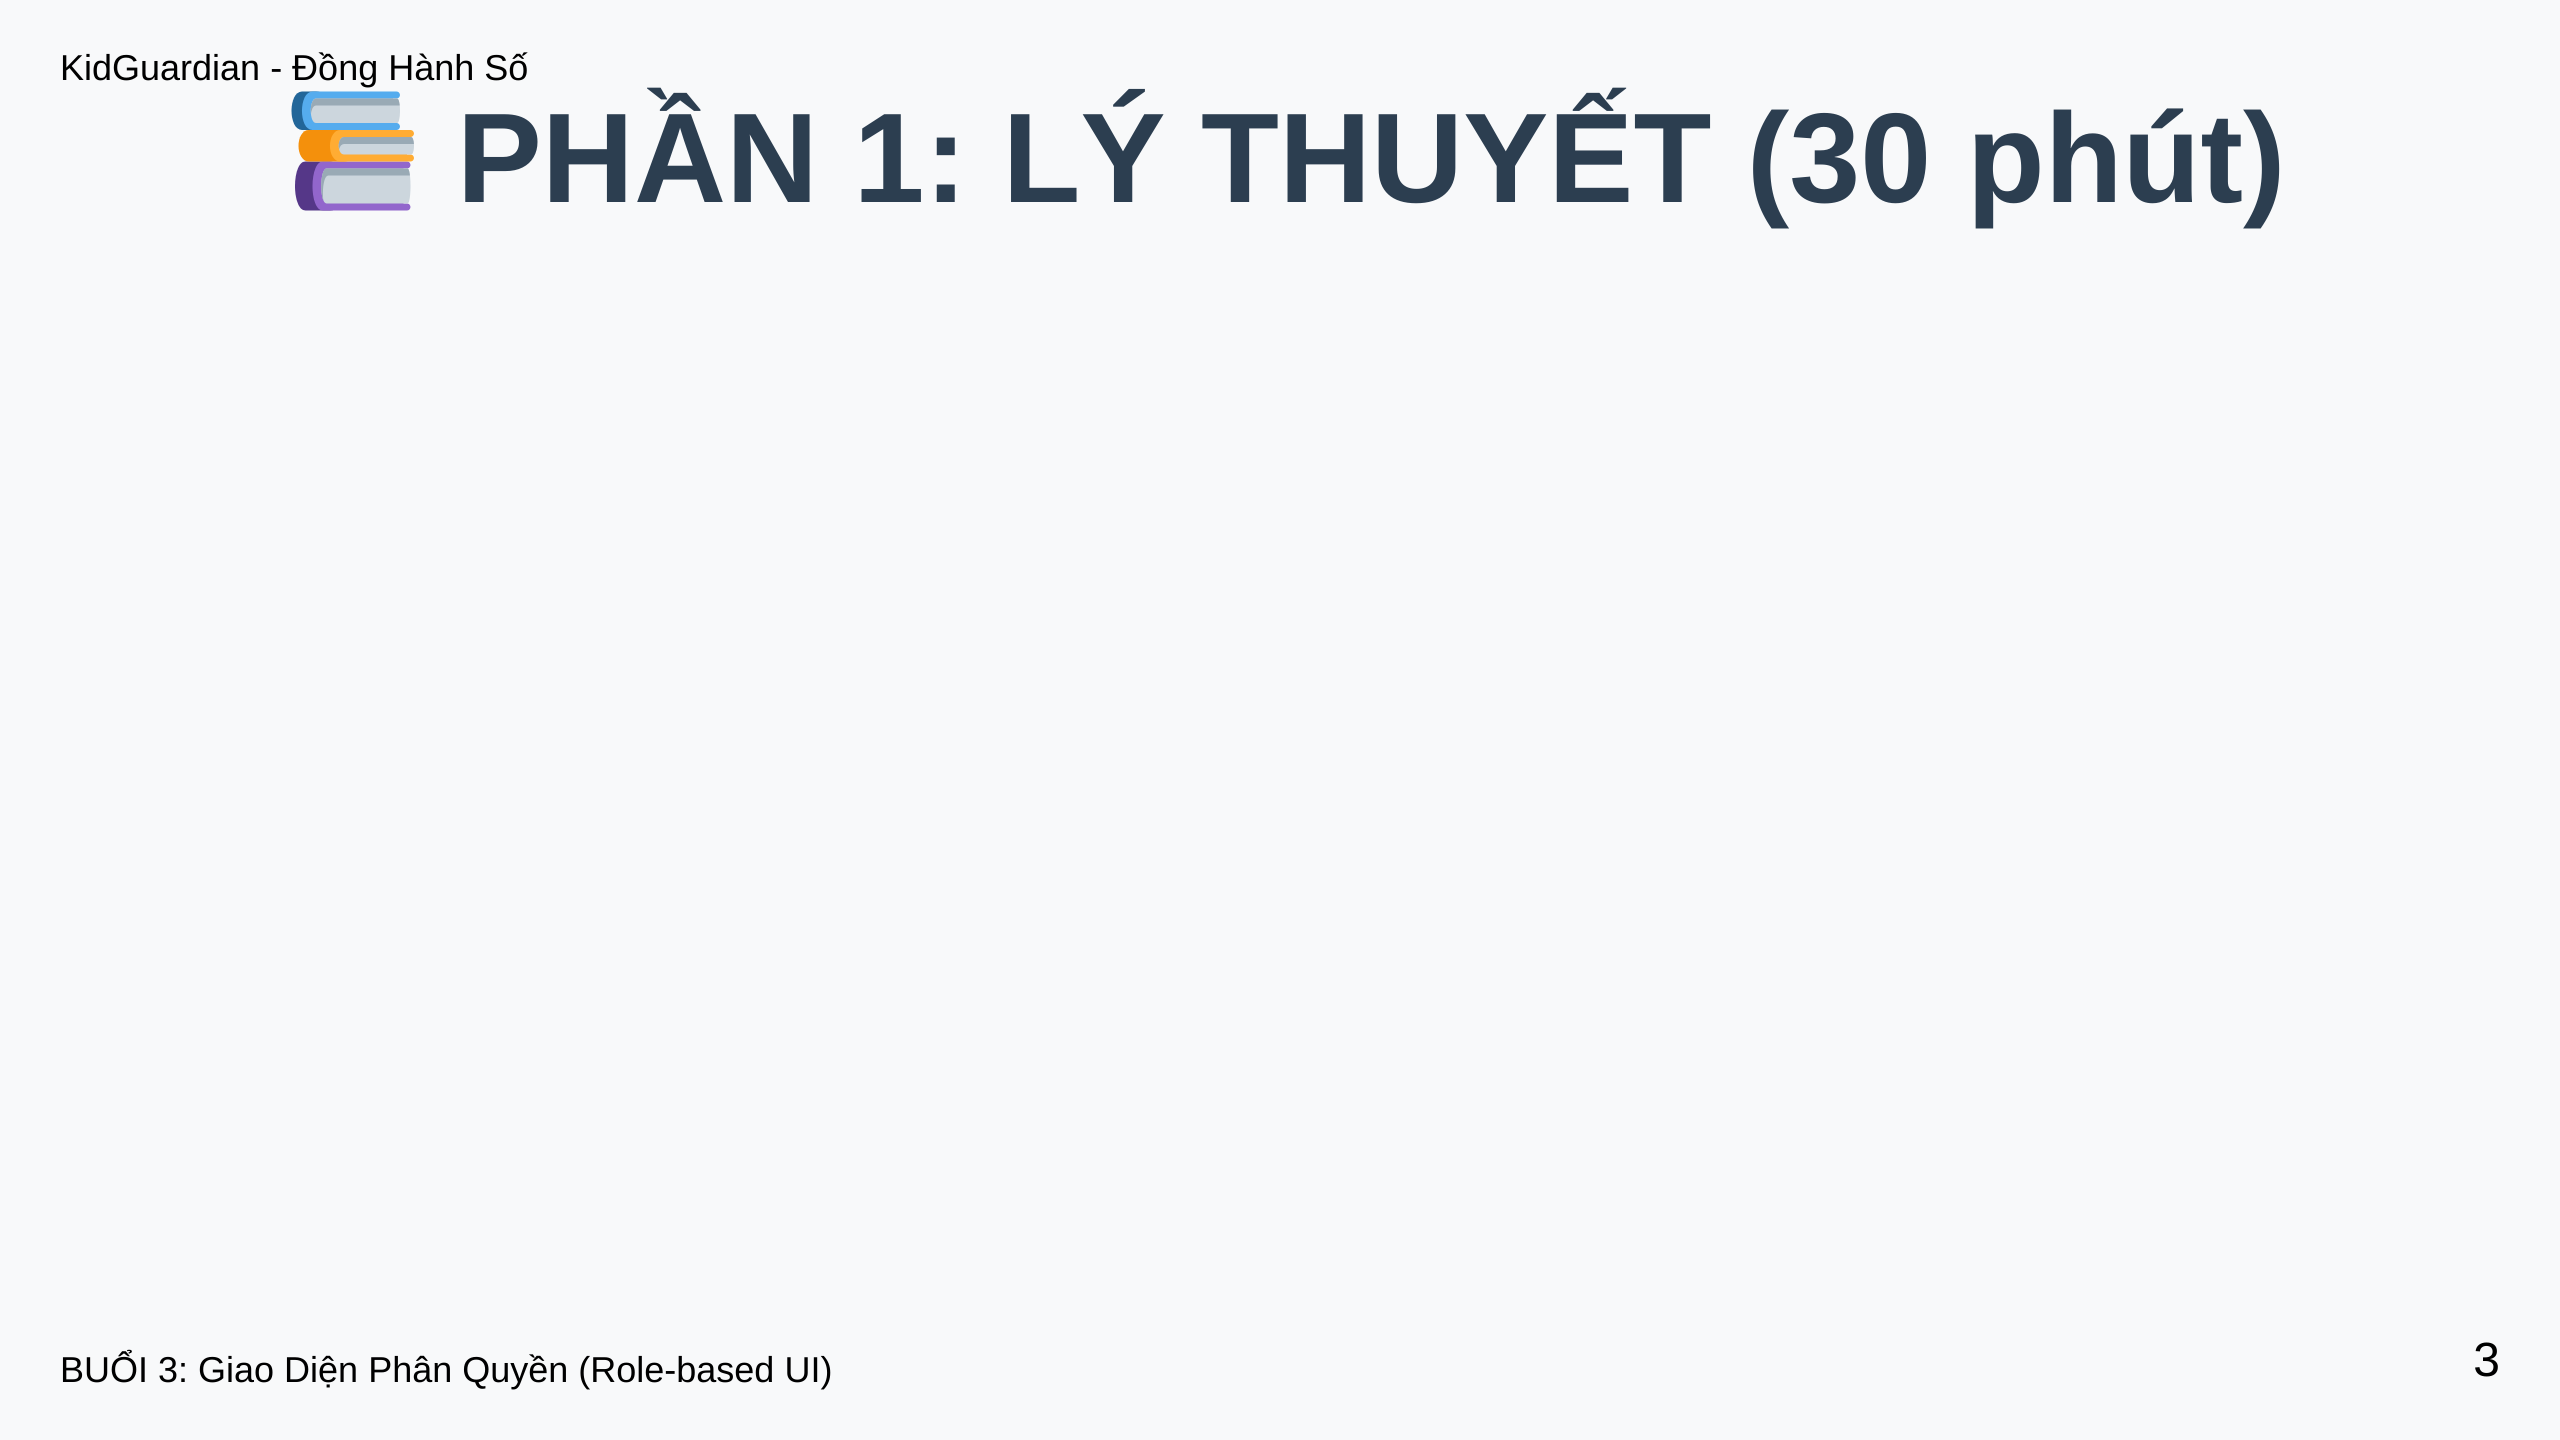 KidGuardian - Đồng Hành Số
PHẦN 1: LÝ THUYẾT (30 phút)
BUỔI 3: Giao Diện Phân Quyền (Role-based UI)
3